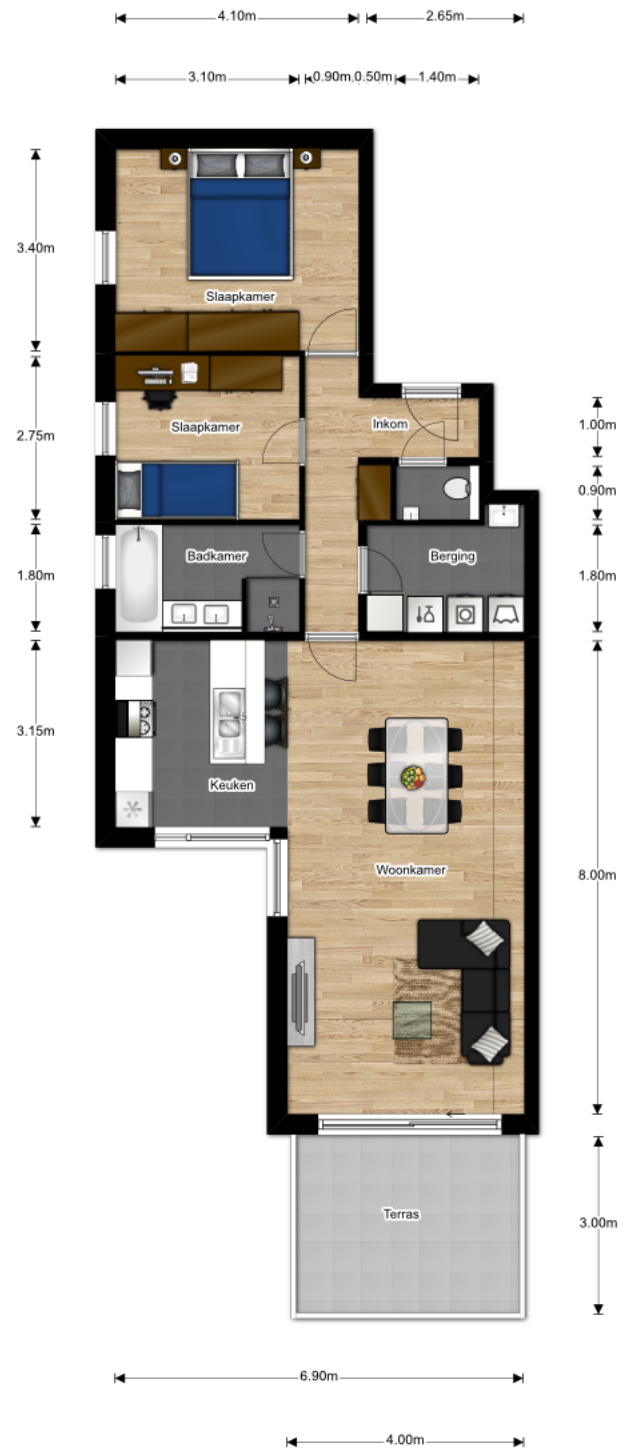 4.10m 2.65m
3.10m 0.90m 0.50m 1.40m
3.40m
Slaapkamer
2.75m
Slaapkamer
Inkom
1.00m
0.90m
1.80m
Badkamer
Berging
1.80m
3.15m
Keuken
Woonkamer
8.00m
Terras
3.00m
6.90m
4.00m